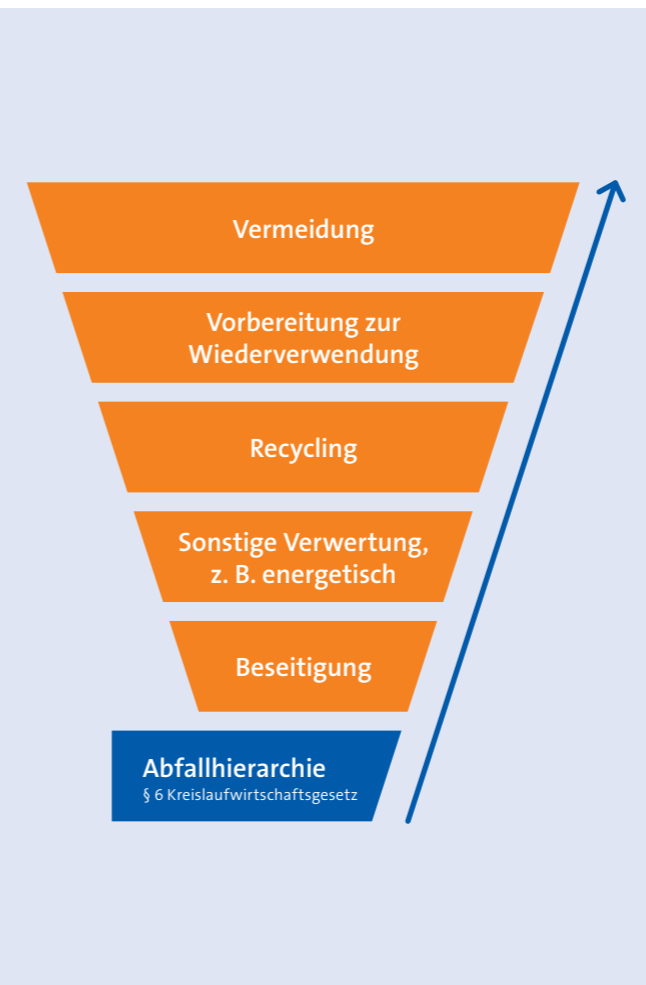 Vermeidung
Vorbereitung zur
Wiederverwendung
Recycling
Sonstige Verwertung,
z. B. energetisch
Beseitigung
Abfallhierarchie
§ 6 Kreislaufwirtschaftsgesetz